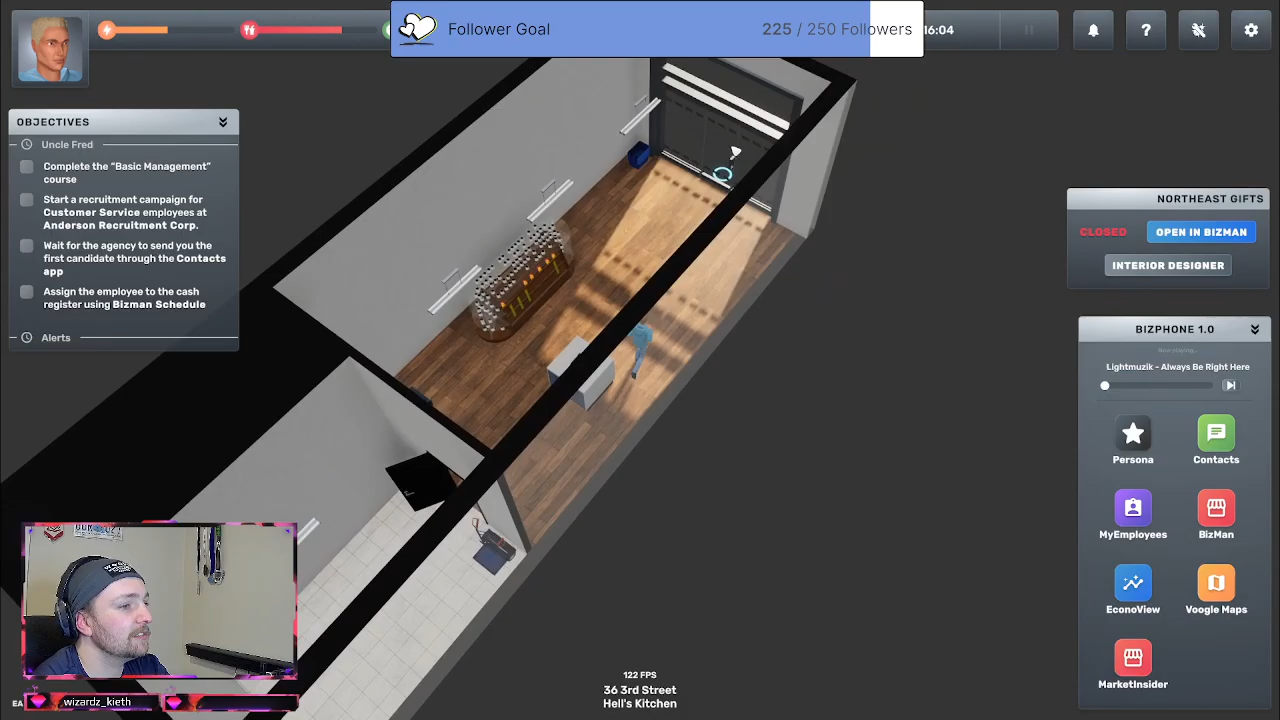 Follower Goal
225 / 250 Followers
16:04
OBJECTIVES
Uncle Fred
Complete the "Basic Management"
course
Start a recruitment campaign for
Customer Service employees at
Anderson Recruitment Corp.
Wait for the agency to send you the
first candidate through the Contacts
app
Assign the employee to the cash
register using Bizman Schedule
Alerts
NORTHEAST GIFTS
CLOSED
OPEN IN BIZMAN
INTERIOR DESIGNER
BIZPHONE 1.0
Now playing...
Lightmuzik - Always Be Right Here
Persona
Contacts
MyEmployees
BizMan
EconoView
Voogle Maps
MarketInsider
122 FPS
36 3rd Street
Hell's Kitchen
EA
wizardz_kieth